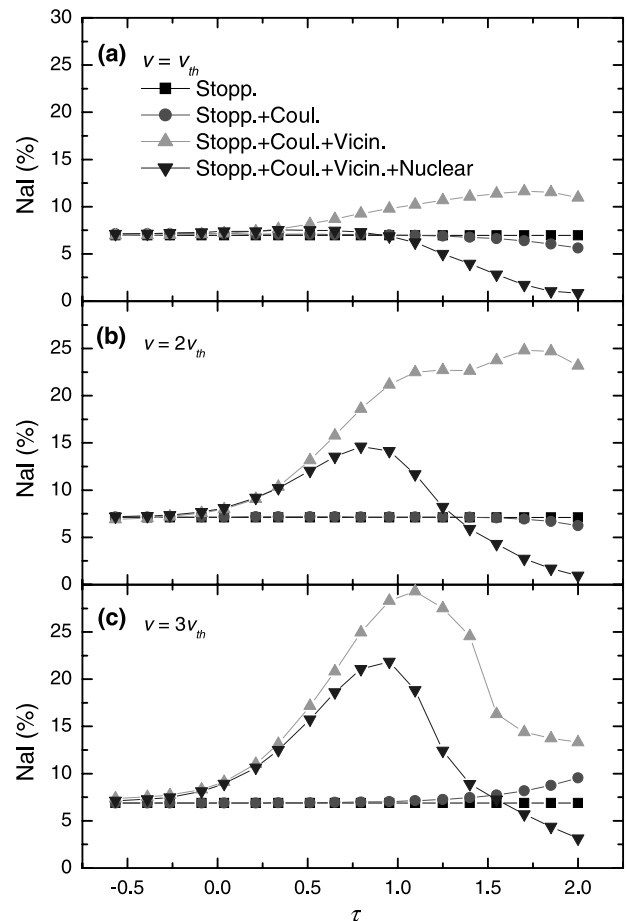 30
(a)
v = v_th
25
Stopp.
20
Stopp.+Coul.
Stopp.+Coul.+Vicin.
15
Stopp.+Coul.+Vicin.+Nuclear
10
5
0
NaI (%)
(b)
v = 2v_th
25
20
15
10
5
0
NaI (%)
(c)
v = 3v_th
25
20
15
10
5
0
NaI (%)
-0.5 0.0 0.5 1.0 1.5 2.0
τ